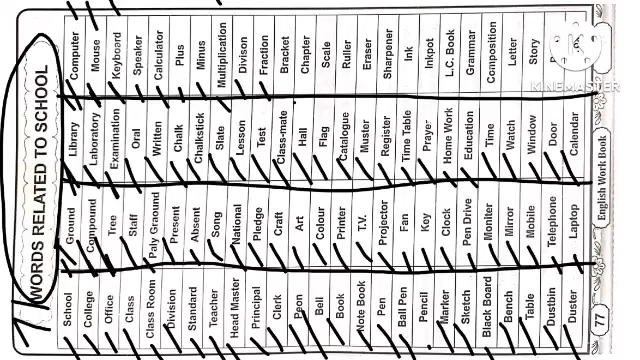 WORDS RELATED TO SCHOOL
School Ground Library Computer
College Compound Laboratory Mouse
Office Tree Examination Keyboard
Class Staff Oral Speaker
Class Room Paly Graound Written Calculator
Division Present Chalk Plus
Standard Absent Chalkstick Minus
Teacher Song Slate Multiplication
Head Master National Lesson Divison
Principal Pledge Test Fraction
Clerk Craft Class-mate Bracket
Peon Art Hall Chapter
Bell Colour Flag Scale
Book Printer Catalogue Ruller
Note Book T.V. Muster Eraser
Pen Projector Register Sharpener
Ball Pen Fan Time Table Ink
Pencil Key Prayer Inkpot
Marker Clock Home Work L.C. Book
Sketch Pen Drive Education Grammar
Black Board Moniter Time Composition
Bench Mirror Watch Letter
Table Mobile Window Story
Dustbin Telephone Door
Duster Laptop Calendar
77 English Work Book
KINEMASTER